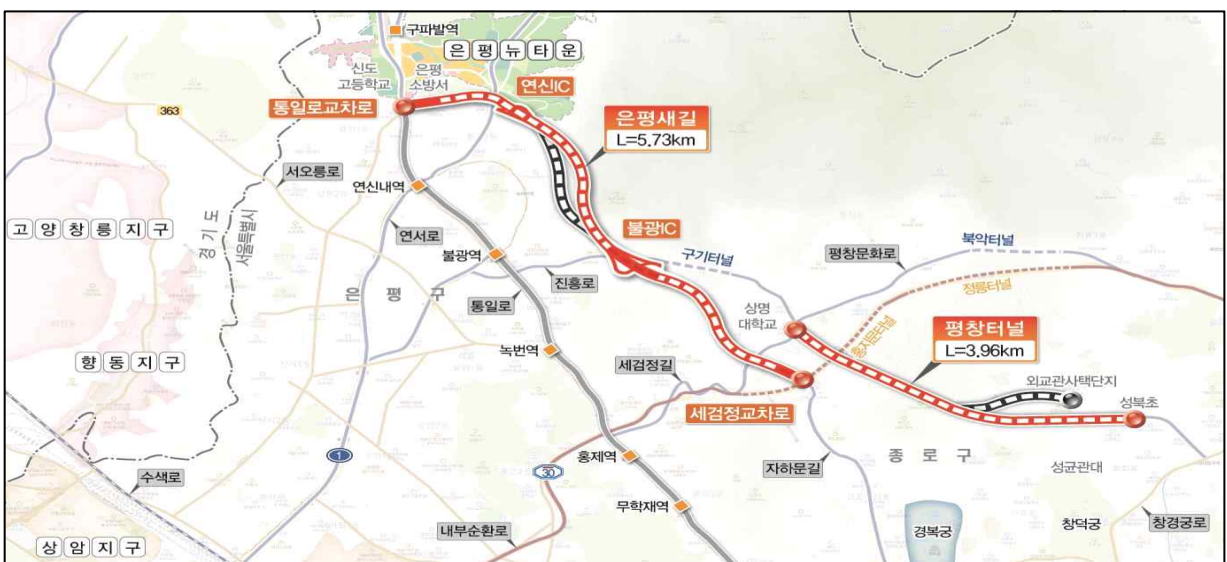 구파발역
은평뉴타운
신도
고등학교
은평
소방서
연신IC
통일로교차로
363
은평새길
L=5.73km
서오릉로
연신내역
고양창릉지구
경기도
서울특별시
연서로
불광역
불광IC
구기터널
평창문화로
북악터널
은평구
진흥로
통일로
정릉터널
상명
대학교
홍지문터널
평창터널
L=3.96km
향동지구
녹번역
세검정길
외교관사택단지
세검정교차로
성북초
1
홍제역
자하문길
종로구
성균관대
수색로
30
무학재역
내부순환로
경복궁
창덕궁
창경궁로
상암지구